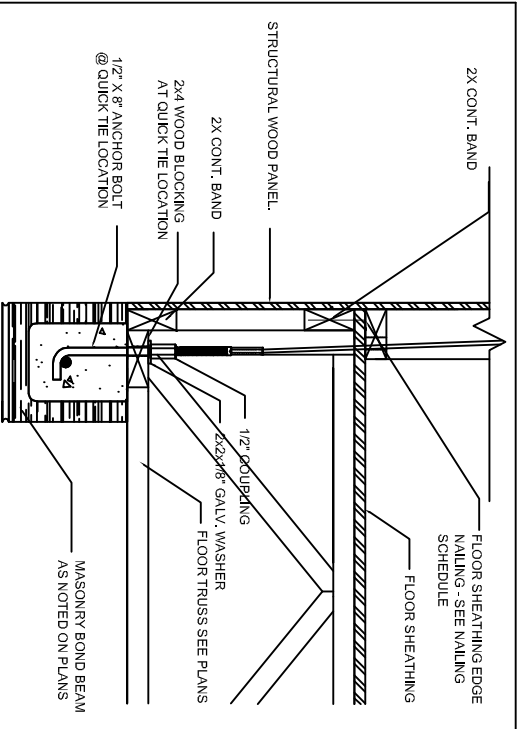 2X CONT. BAND
STRUCTURAL WOOD PANEL.
2X CONT. BAND
2x4 WOOD BLOCKING
AT QUICK TIE LOCATION
1/2" X 8" ANCHOR BOLT
@ QUICK TIE LOCATION
FLOOR SHEATHING EDGE
NAILING - SEE NAILING
SCHEDULE
FLOOR SHEATHING
1/2" COUPLING
2x2x1/8" GALV. WASHER
FLOOR TRUSS SEE PLANS
MASONRY BOND BEAM
AS NOTED ON PLANS